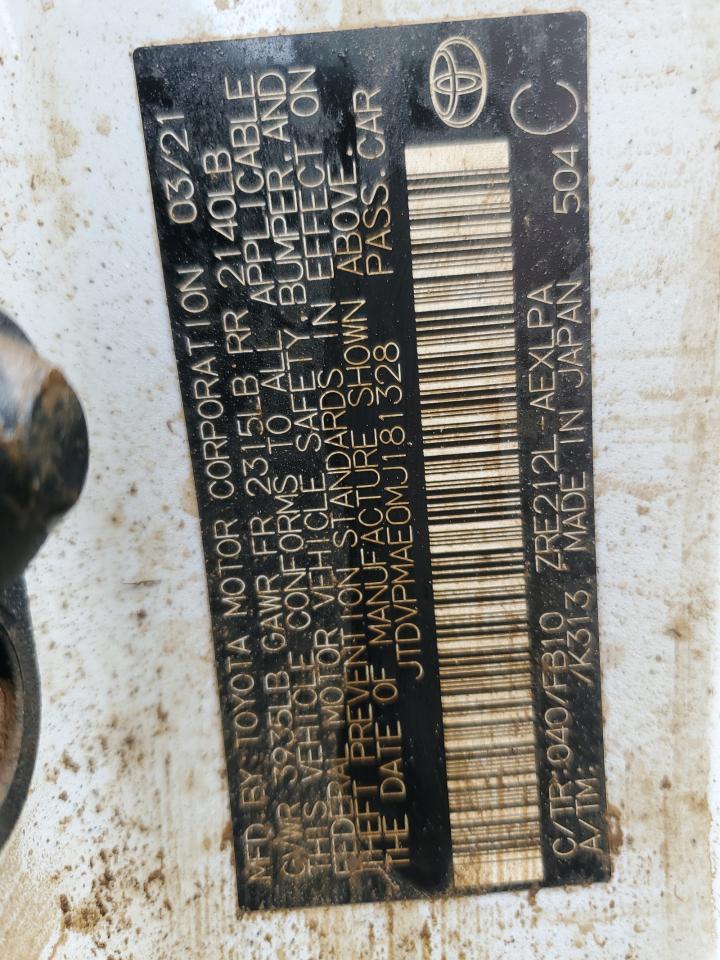 MFD. BY: TOYOTA MOTOR CORPORATION 03/21
GVWR 3935LB GAWR FR 2315LB RR 2140LB
THIS VEHICLE CONFORMS TO ALL APPLICABLE
FEDERAL MOTOR VEHICLE SAFETY, BUMPER, AND
THEFT PREVENTION STANDARDS IN EFFECT ON
THE DATE OF MANUFACTURE SHOWN ABOVE.
JTDVPMAE0MJ181328 PASS. CAR
C/TR: 040/FB10 ZRE212L-AEXLPA
A/TM: /K313 MADE IN JAPAN 504 C